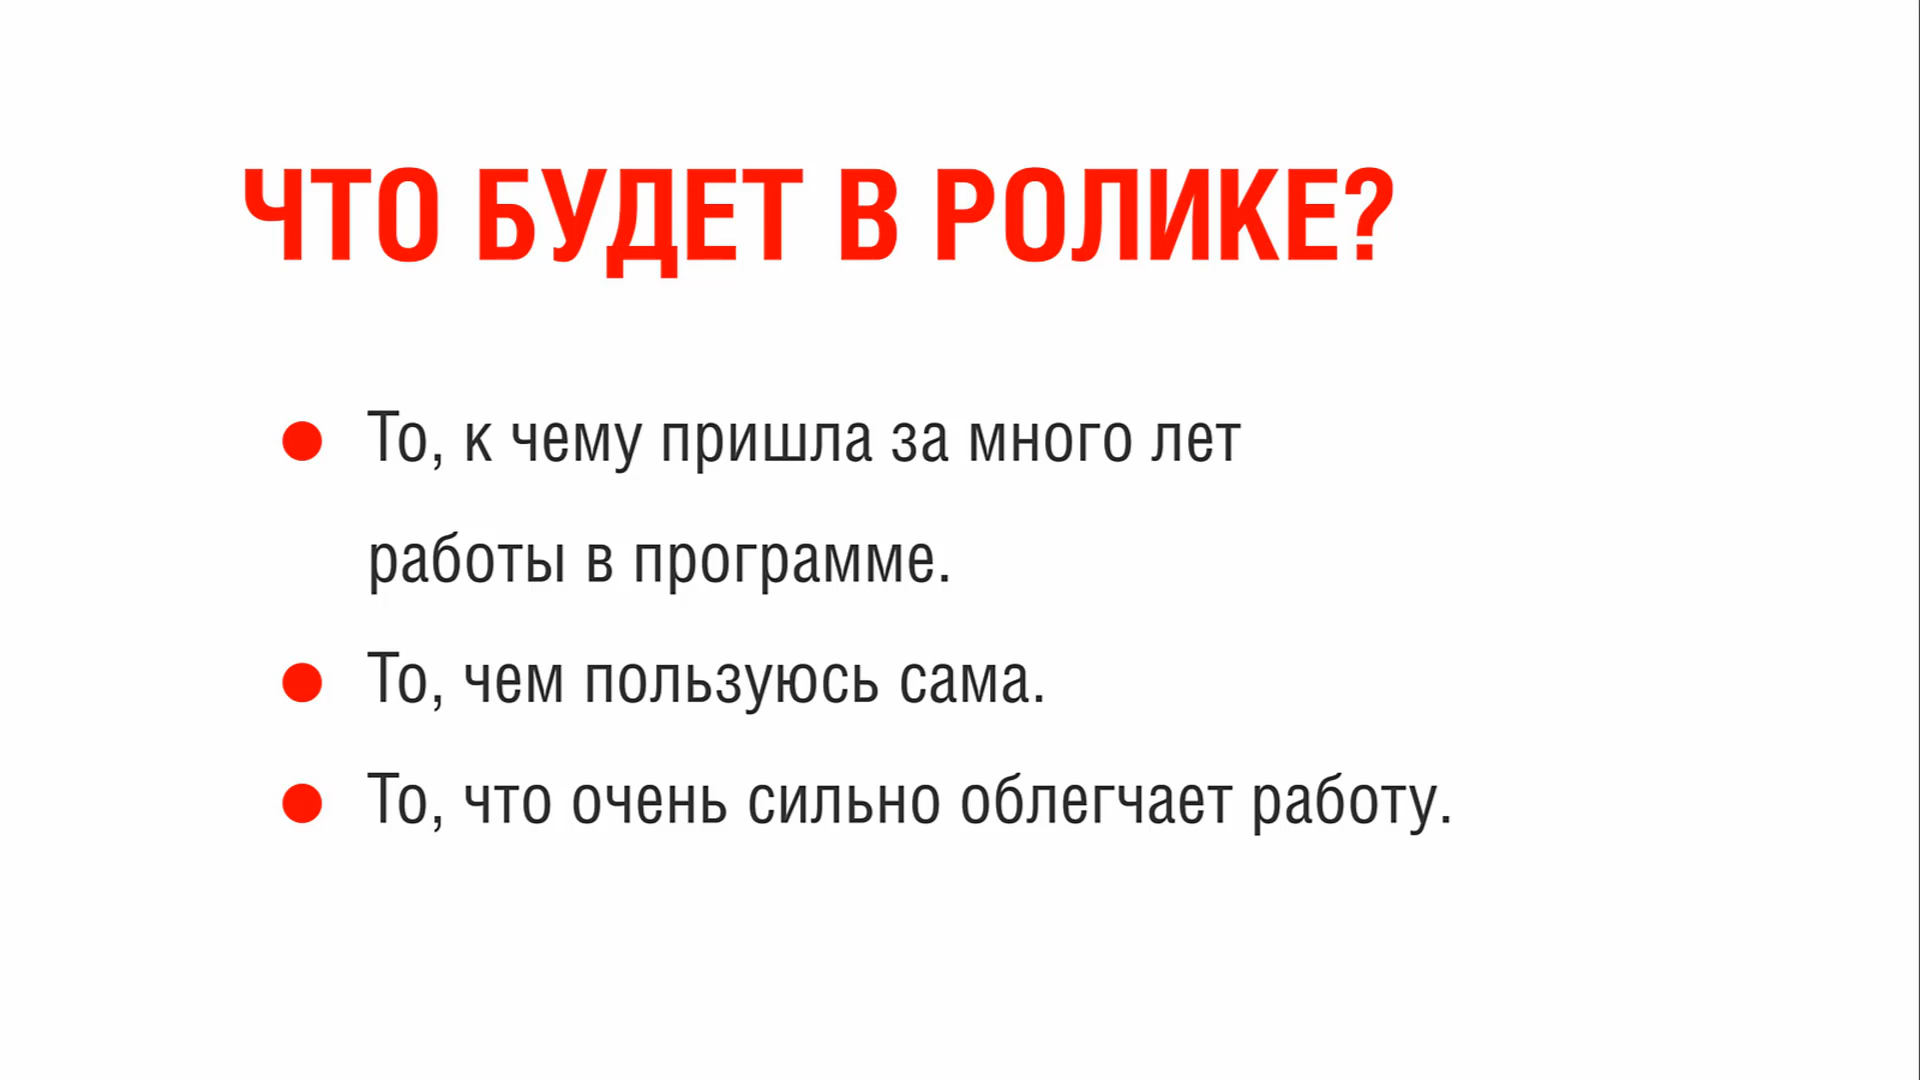 ЧТО БУДЕТ В РОЛИКЕ?
То, к чему пришла за много лет
работы в программе.
То, чем пользуюсь сама.
То, что очень сильно облегчает работу.